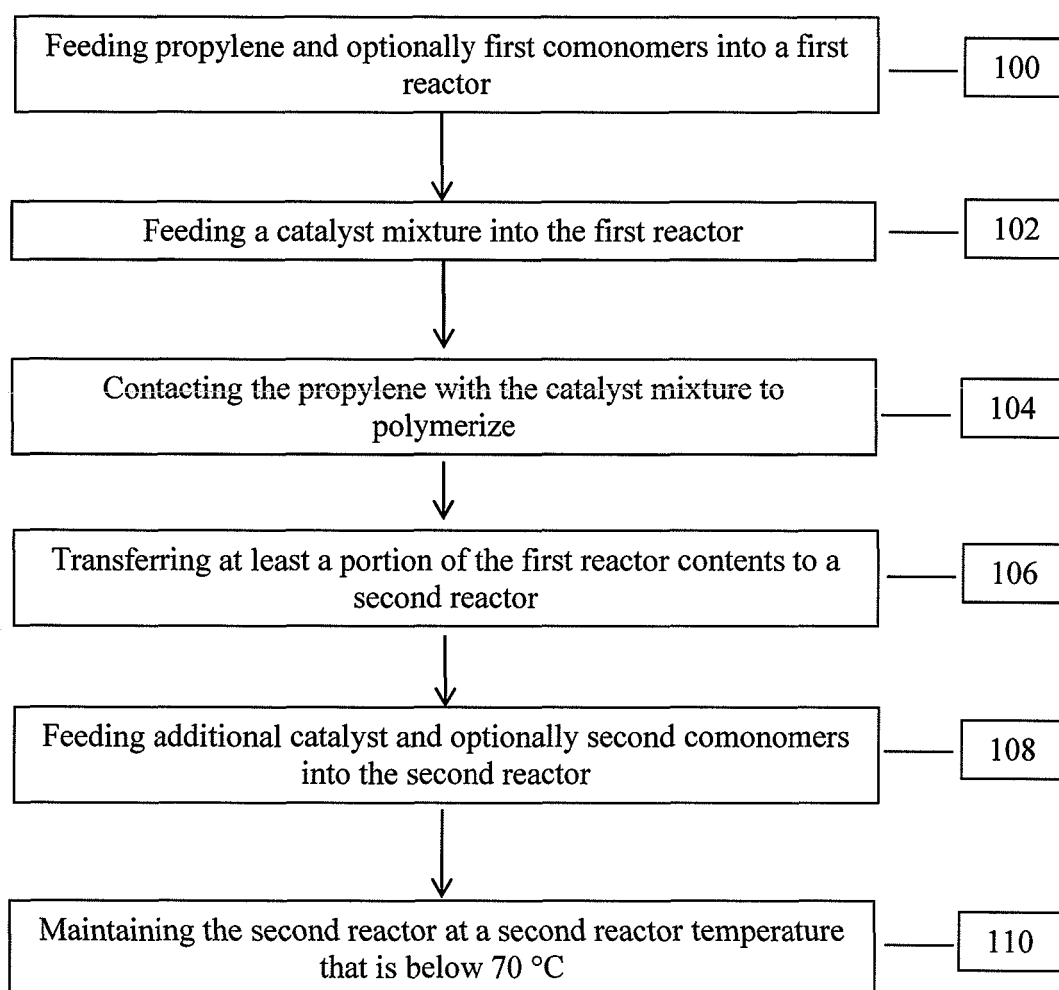 Feeding propylene and optionally first comonomers into a first
reactor
100
Feeding a catalyst mixture into the first reactor
102
Contacting the propylene with the catalyst mixture to
polymerize
104
Transferring at least a portion of the first reactor contents to a
second reactor
106
Feeding additional catalyst and optionally second comonomers
into the second reactor
108
Maintaining the second reactor at a second reactor temperature
that is below 70 °C
110